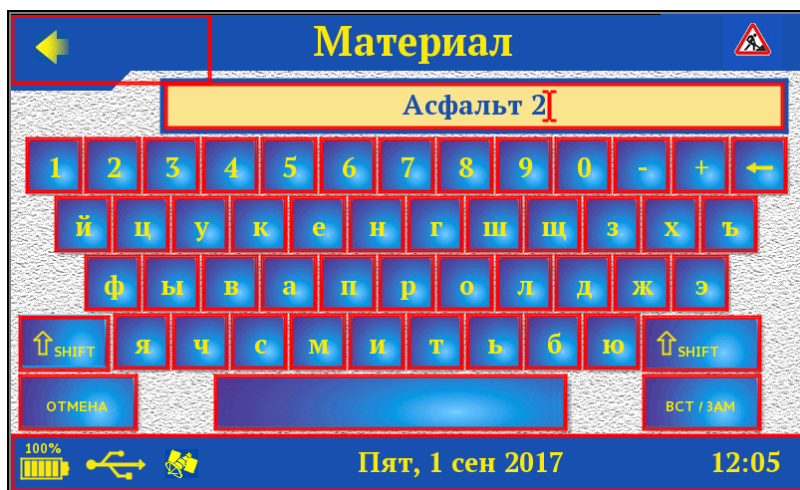 Материал
Асфальт 2
1 2 3 4 5 6 7 8 9 0 - +
й ц у к е н г ш щ з х ъ
ф ы в а п р о л д ж э
SHIFT я ч с м и т ь б ю SHIFT
ОТМЕНА ВСТ / ЗАМ
100% Пят, 1 сен 2017 12:05